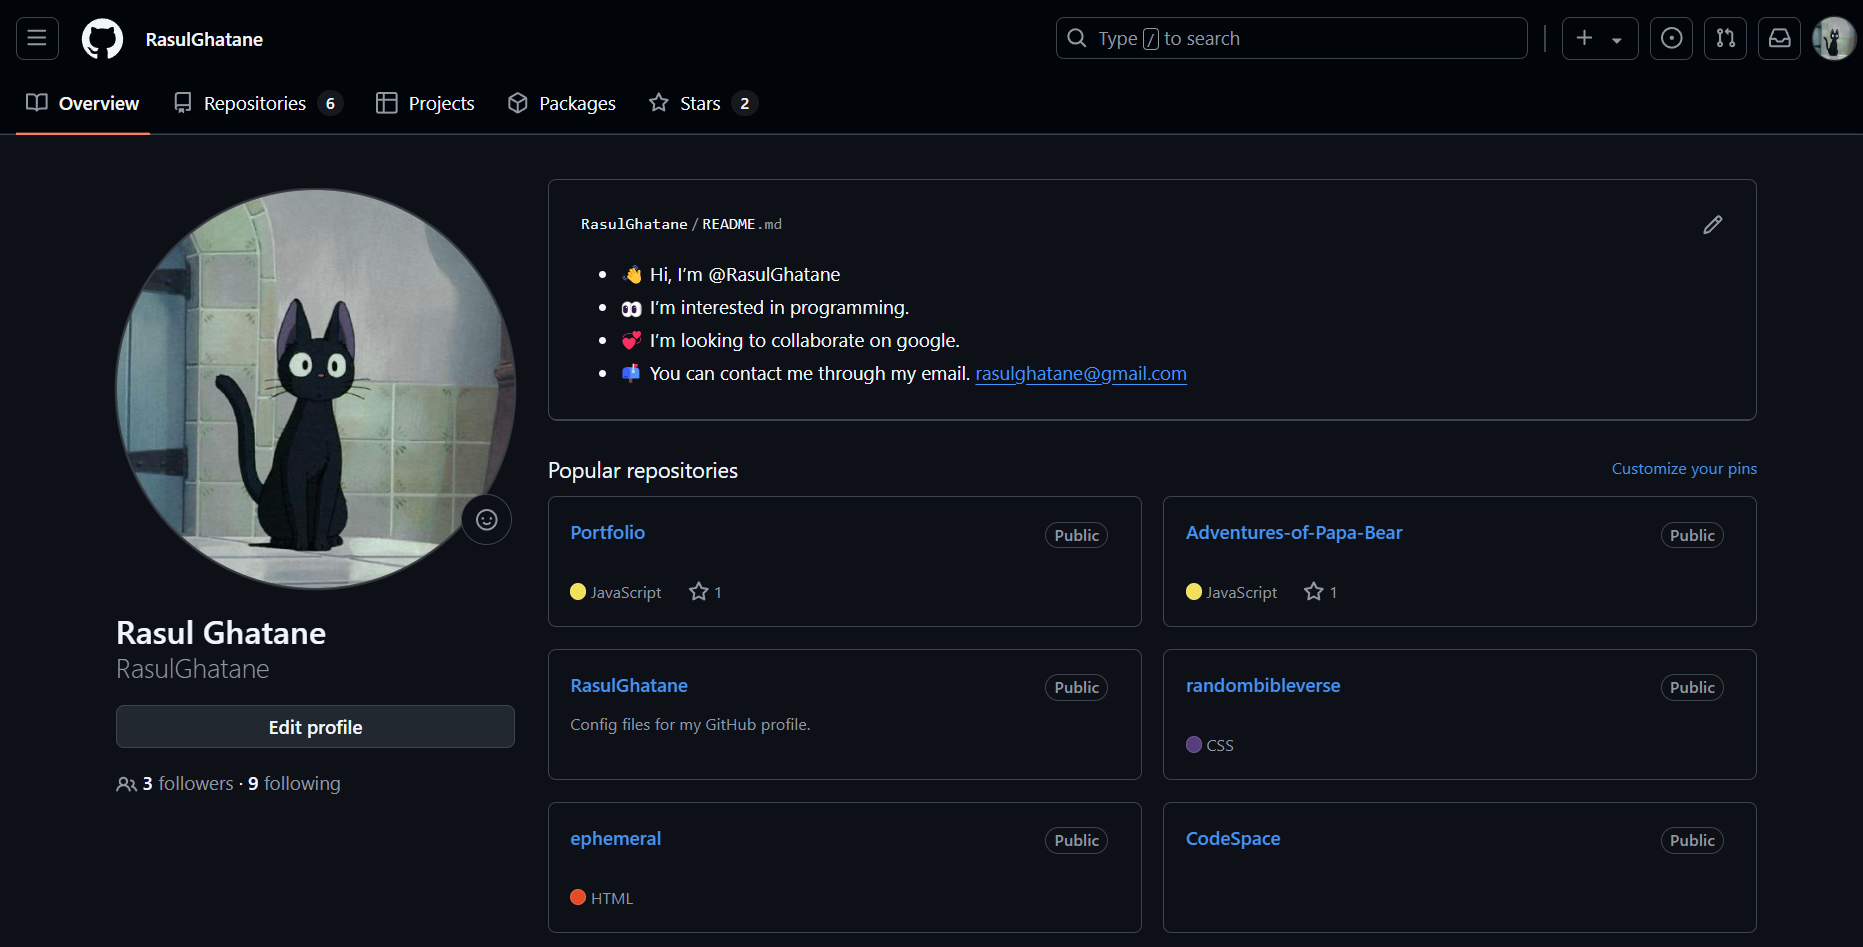 RasulGhatane
Type / to search
Overview
Repositories 6
Projects
Packages
Stars 2
RasulGhatane / README.md
👋 Hi, I’m @RasulGhatane
👀 I’m interested in programming.
💞️ I’m looking to collaborate on google.
📫 You can contact me through my email. rasulghatane@gmail.com
Rasul Ghatane
RasulGhatane
Edit profile
3 followers · 9 following
Popular repositories
Customize your pins
Portfolio
Public
JavaScript
1
Adventures-of-Papa-Bear
Public
JavaScript
1
RasulGhatane
Public
Config files for my GitHub profile.
randombibleverse
Public
CSS
ephemeral
Public
HTML
CodeSpace
Public